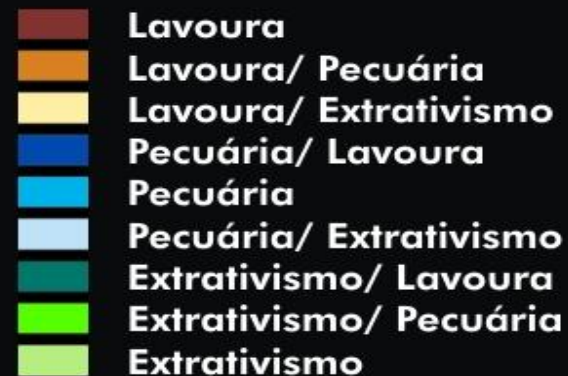 Lavoura
Lavoura/ Pecuária
Lavoura/ Extrativismo
Pecuária/ Lavoura
Pecuária
Pecuária/ Extrativismo
Extrativismo/ Lavoura
Extrativismo/ Pecuária
Extrativismo